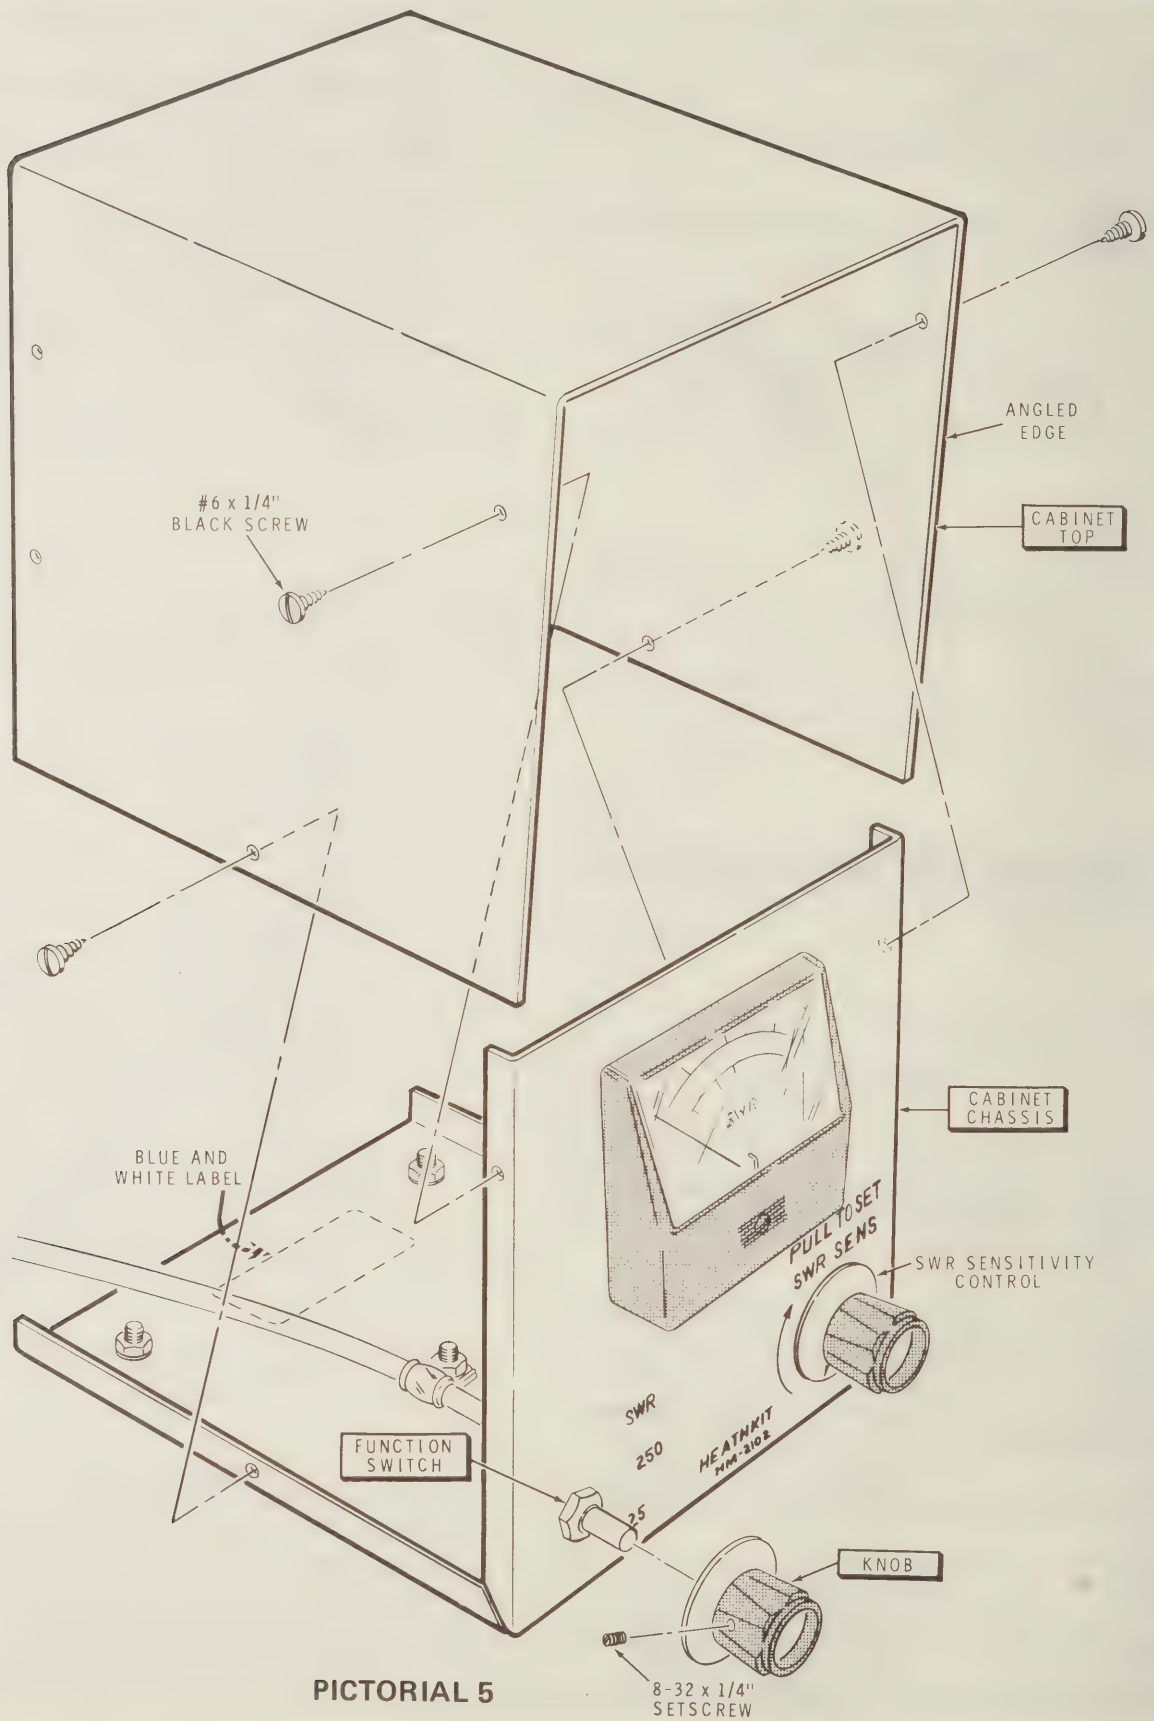 ANGLED
EDGE
#6 x 1/4"
BLACK SCREW
CABINET
TOP
SWR
CABINET
CHASSIS
BLUE AND
WHITE LABEL
PULL TO SET
SWR SENS
SWR SENSITIVITY
CONTROL
SWR
250
25
HEATHKIT
HM-2102
FUNCTION
SWITCH
KNOB
8-32 x 1/4"
SETSCREW
PICTORIAL 5